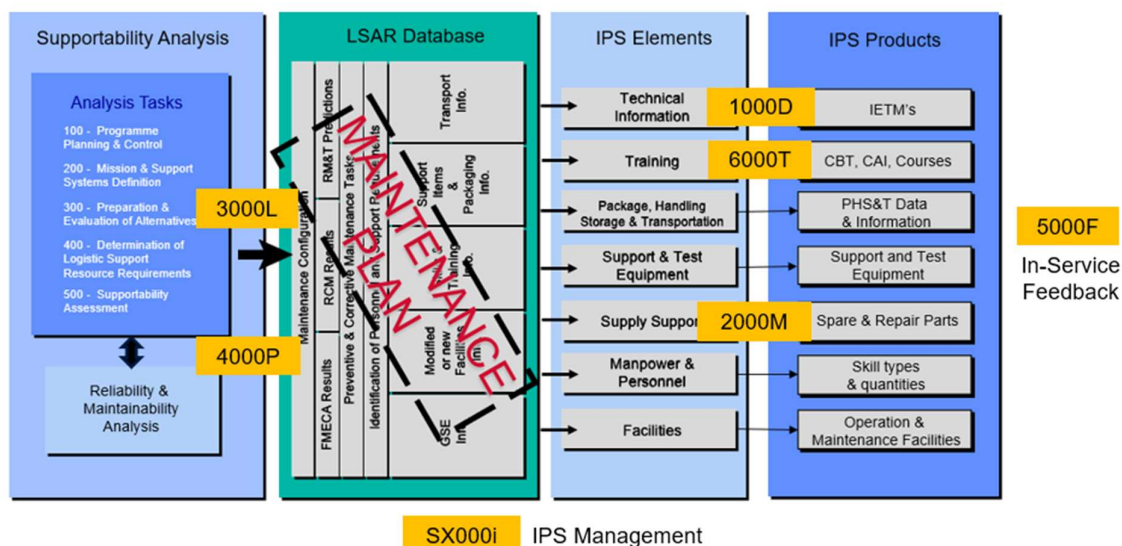 Supportability Analysis
Analysis Tasks
100 - Programme
Planning & Control
200 - Mission & Support
Systems Definition
300 - Preparation &
Evaluation of Alternatives
400 - Determination of
Logistic Support
Resource Requirements
500 - Supportability
Assessment
Reliability &
Maintainability
Analysis
3000L
4000P
LSAR Database
Maintenance Configuration
FMECA Results
RCM Results
RM&T Predictions
Preventive & Corrective Maintenance Tasks
Identification of Personnel and Support Requirements
Transport
Info.
Support
Items
&
Packaging
Info.
&
Training
Info.
Modified
or new
Facilities
GSE
MAINTENANCE
PLAN
IPS Elements
Technical
Information
Training
Package, Handling
Storage & Transportation
Support & Test
Equipment
Supply Support
Manpower &
Personnel
Facilities
1000D
6000T
2000M
IPS Products
IETM's
CBT, CAI, Courses
PHS&T Data
& Information
Support and Test
Equipment
Spare & Repair Parts
Skill types
& quantities
Operation &
Maintenance Facilities
5000F
In-Service
Feedback
SX000i IPS Management